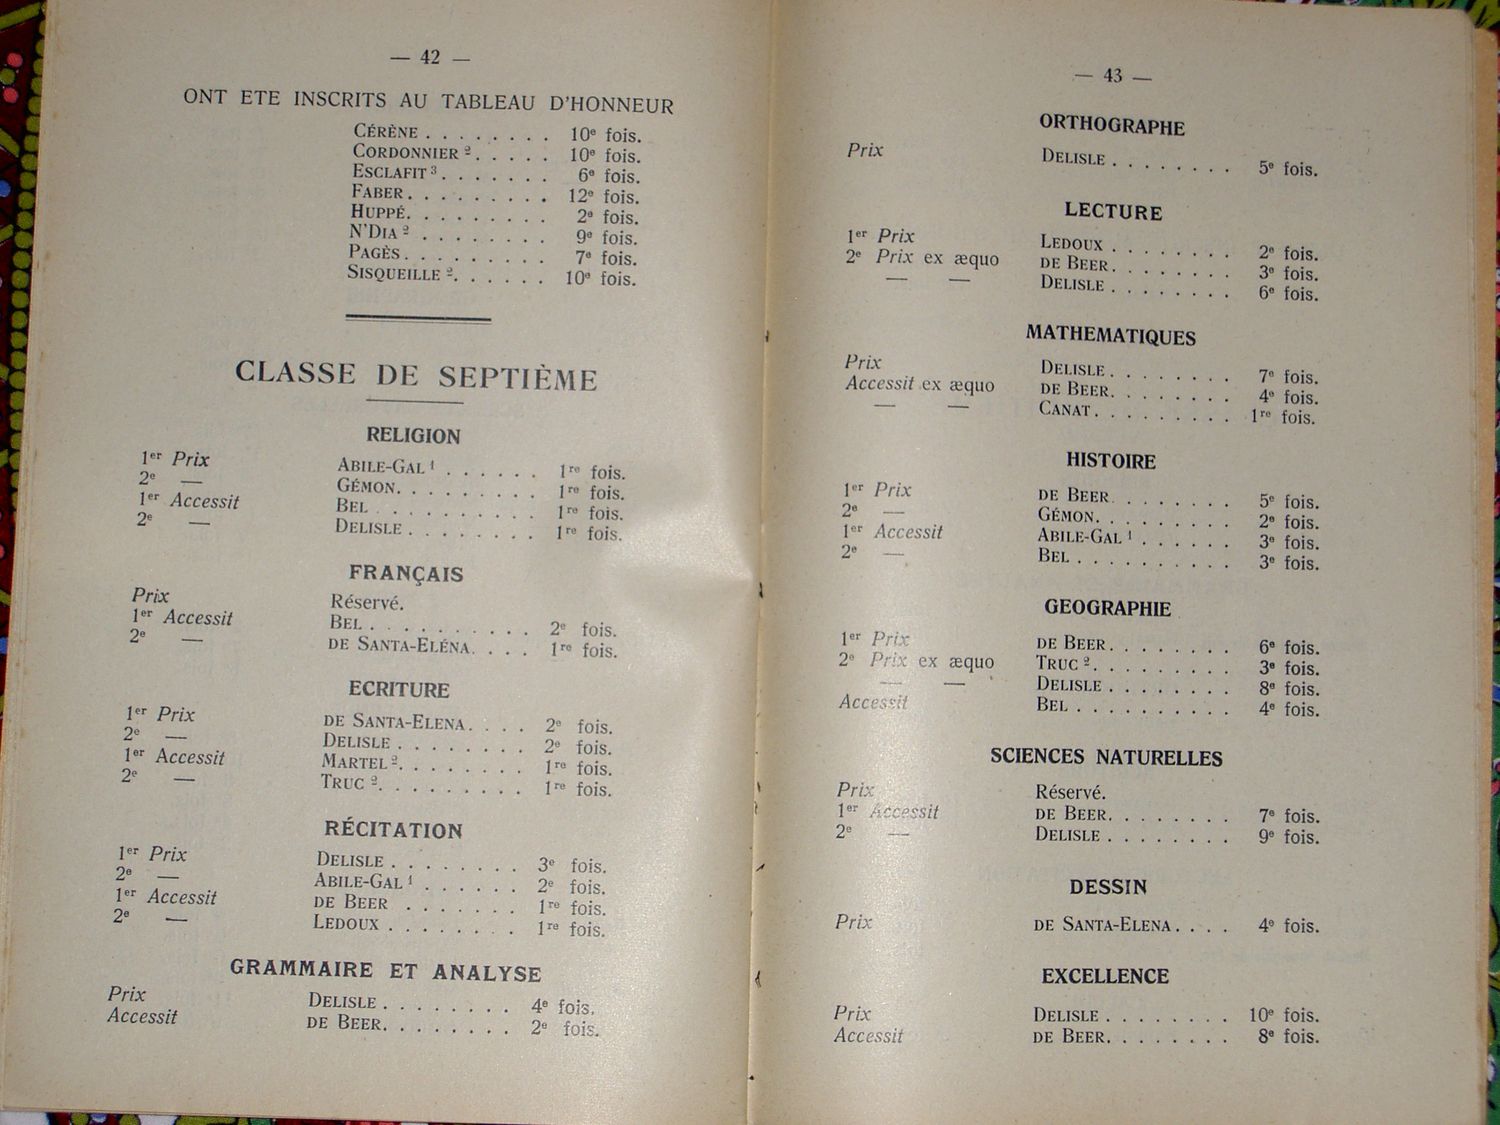 — 42 —
ONT ETE INSCRITS AU TABLEAU D'HONNEUR
CÉRÈNE . . . . . . . . 10e fois.
CORDONNIER 2. . . . . 10e fois.
ESCLAFIT 3. . . . . . . 6e fois.
FABER. . . . . . . . . 12e fois.
HUPPÉ. . . . . . . . . 2e fois.
N'DIA 2 . . . . . . . . 9e fois.
PAGÈS. . . . . . . . . 7e fois.
SISQUEILLE 2. . . . . . 10e fois.
CLASSE DE SEPTIÈME
RELIGION
1er Prix ABILE-GAL 1 . . . . . . 1re fois.
2e — GÉMON. . . . . . . . . 1re fois.
1er Accessit BEL . . . . . . . . . . 1re fois.
2e — DELISLE . . . . . . . . 1re fois.
FRANÇAIS
Prix Réservé.
1er Accessit BEL . . . . . . . . . . 2e fois.
2e — DE SANTA-ELÉNA. . . . 1re fois.
ECRITURE
1er Prix DE SANTA-ELENA. . . . 2e fois.
2e — DELISLE . . . . . . . . 2e fois.
1er Accessit MARTEL 2. . . . . . . . 1re fois.
2e — TRUC 2. . . . . . . . . 1re fois.
RÉCITATION
1er Prix DELISLE . . . . . . . . 3e fois.
2e — ABILE-GAL 1 . . . . . . 2e fois.
1er Accessit DE BEER . . . . . . . 1re fois.
2e — LEDOUX . . . . . . . . 1re fois.
GRAMMAIRE ET ANALYSE
Prix DELISLE . . . . . . . . 4e fois.
Accessit DE BEER. . . . . . . . 2e fois.
— 43 —
ORTHOGRAPHE
Prix DELISLE . . . . . . . . 5e fois.
LECTURE
1er Prix LEDOUX . . . . . . . . 2e fois.
2e Prix ex æquo DE BEER. . . . . . . . 3e fois.
— — DELISLE . . . . . . . . 6e fois.
MATHEMATIQUES
Prix DELISLE . . . . . . . . 7e fois.
Accessit ex æquo DE BEER. . . . . . . . 4e fois.
— — CANAT. . . . . . . . . 1re fois.
HISTOIRE
1er Prix DE BEER. . . . . . . . 5e fois.
2e — GÉMON. . . . . . . . . 2e fois.
1er Accessit ABILE-GAL 1 . . . . . . 3e fois.
2e — BEL . . . . . . . . . . 3e fois.
GEOGRAPHIE
1er Prix DE BEER. . . . . . . . 6e fois.
2e Prix ex æquo TRUC 2. . . . . . . . . 3e fois.
— — DELISLE . . . . . . . . 8e fois.
Accessit BEL . . . . . . . . . . 4e fois.
SCIENCES NATURELLES
Prix Réservé.
1er Accessit DE BEER. . . . . . . . 7e fois.
2e — DELISLE . . . . . . . . 9e fois.
DESSIN
Prix DE SANTA-ELENA. . . . 4e fois.
EXCELLENCE
Prix DELISLE . . . . . . . . 10e fois.
Accessit DE BEER. . . . . . . . 8e fois.